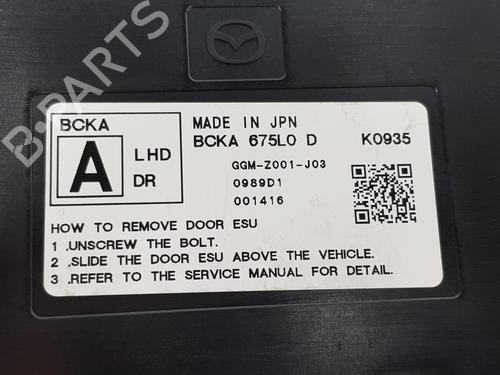 BCKA
A
LHD
DR
MADE IN JPN
BCKA 675L0 D K0935
GGM-Z001-J03
0989D1
001416
HOW TO REMOVE DOOR ESU
1 .UNSCREW THE BOLT.
2 .SLIDE THE DOOR ESU ABOVE THE VEHICLE.
3 .REFER TO THE SERVICE MANUAL FOR DETAIL.
B-PARTS